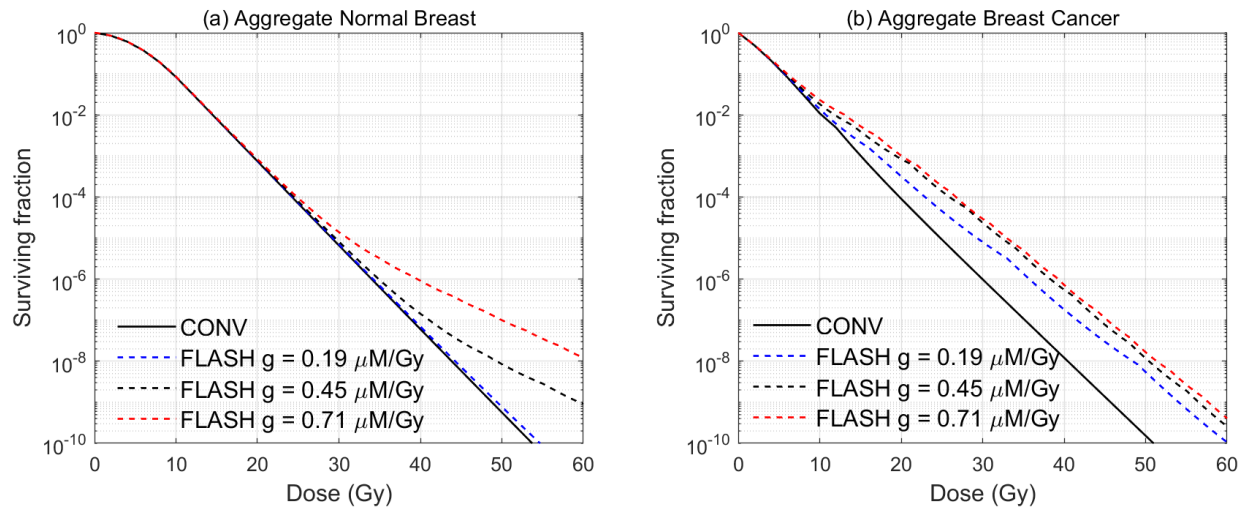 (a) Aggregate Normal Breast
Surviving fraction
10^0
10^-2
10^-4
10^-6
10^-8
10^-10
CONV
FLASH g = 0.19 μM/Gy
FLASH g = 0.45 μM/Gy
FLASH g = 0.71 μM/Gy
0 10 20 30 40 50 60
Dose (Gy)
(b) Aggregate Breast Cancer
Surviving fraction
10^0
10^-2
10^-4
10^-6
10^-8
10^-10
CONV
FLASH g = 0.19 μM/Gy
FLASH g = 0.45 μM/Gy
FLASH g = 0.71 μM/Gy
0 10 20 30 40 50 60
Dose (Gy)